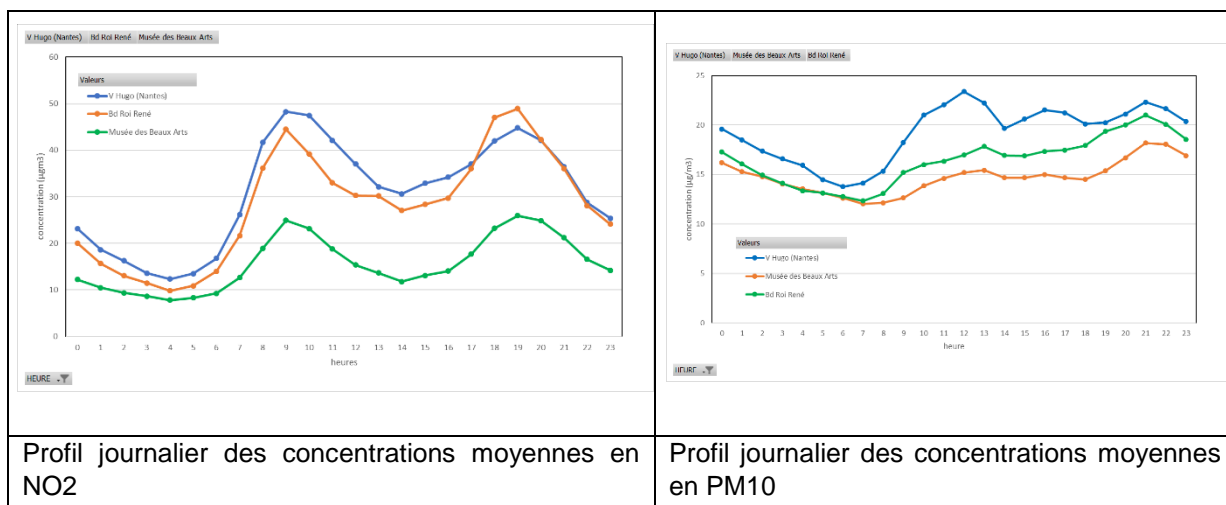 V Hugo (Nantes) Bd Roi René Musée des Beaux Arts
60
50
40
30
20
10
0
concentration (µgm3)
Valeurs
V Hugo (Nantes)
Bd Roi René
Musée des Beaux Arts
0 1 2 3 4 5 6 7 8 9 10 11 12 13 14 15 16 17 18 19 20 21 22 23
heures
HEURE
V Hugo (Nantes) Musée des Beaux Arts Bd Roi René
25
20
15
10
5
0
concentration (µg/m3)
Valeurs
V Hugo (Nantes)
Musée des Beaux Arts
Bd Roi René
0 1 2 3 4 5 6 7 8 9 10 11 12 13 14 15 16 17 18 19 20 21 22 23
heure
HEURE
Profil journalier des concentrations moyennes en
NO2
Profil journalier des concentrations moyennes
en PM10